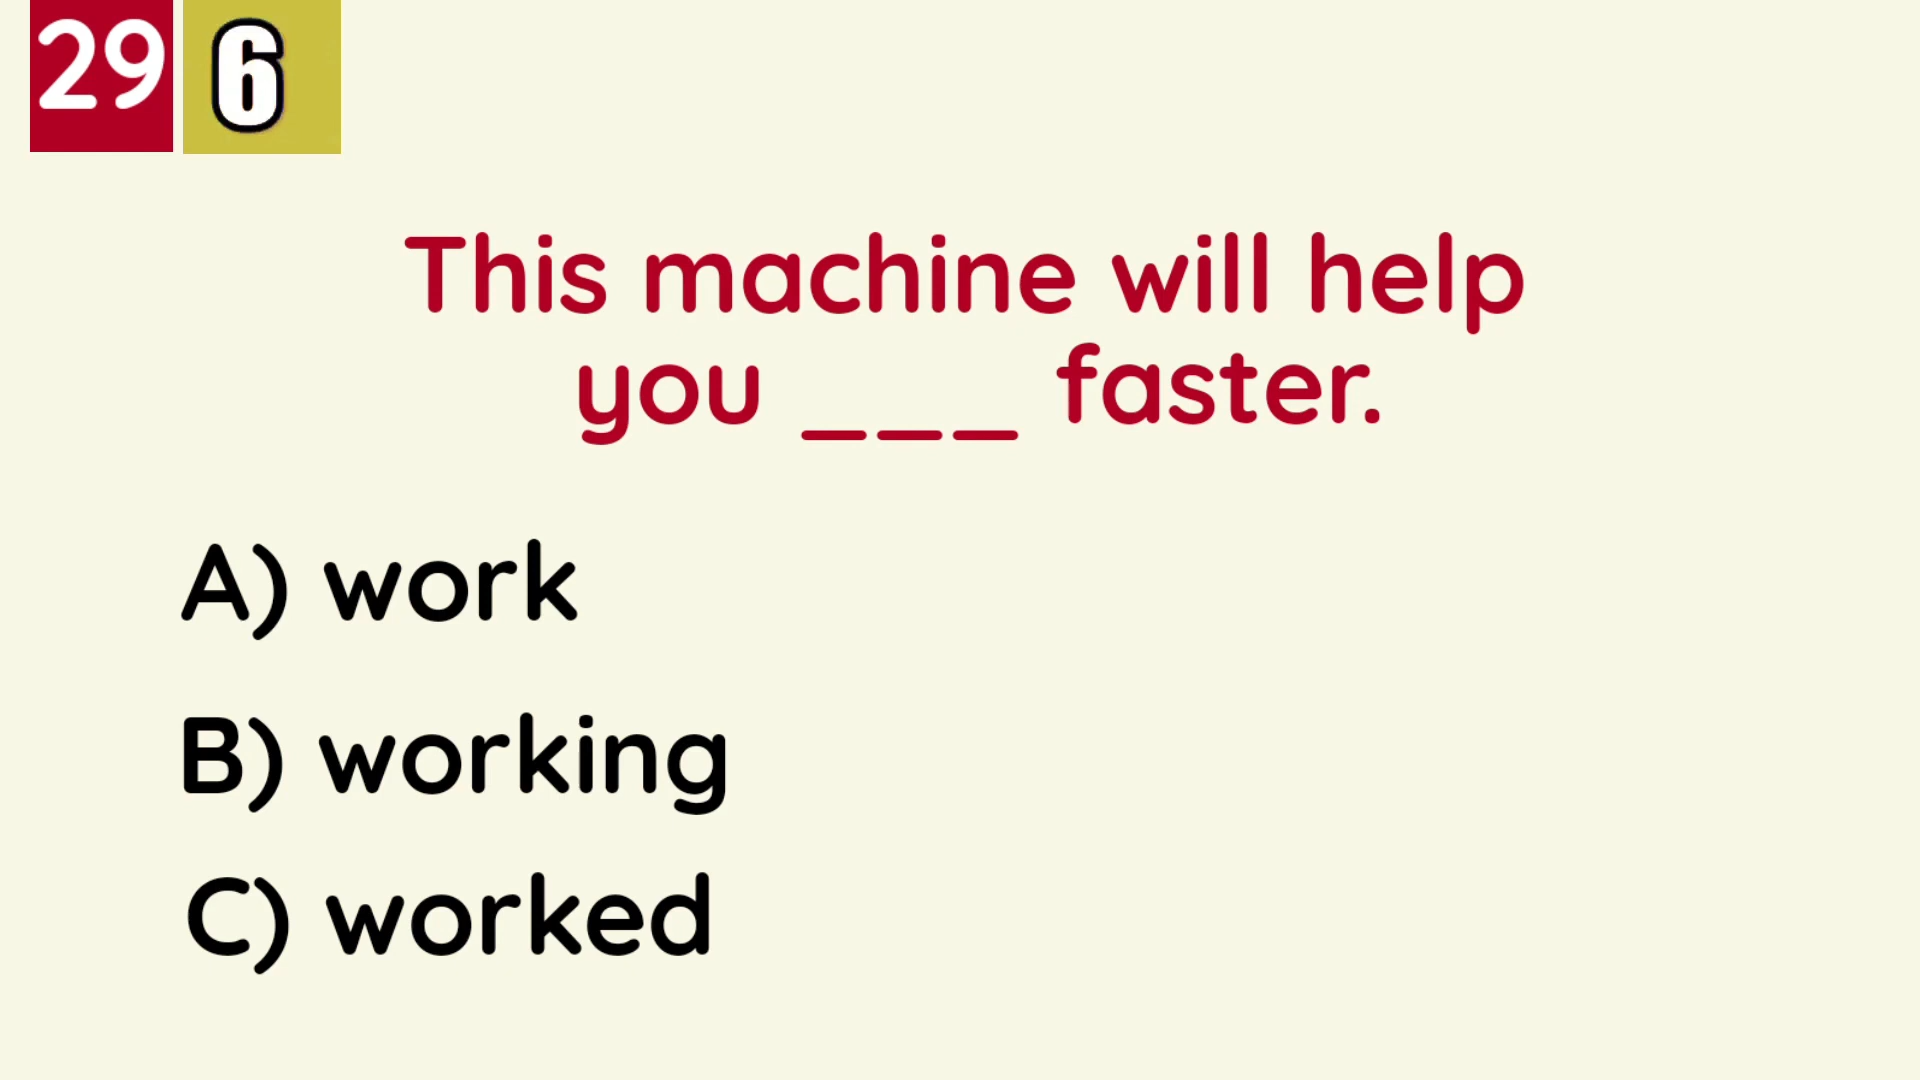 29 6
This machine will help
you ___ faster.
A) work
B) working
C) worked